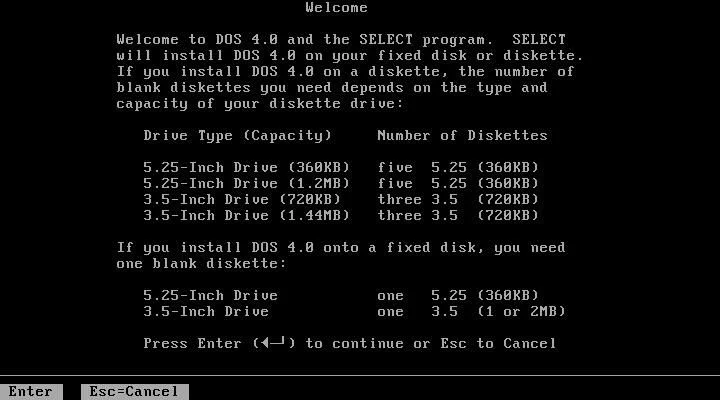 Welcome
Welcome to DOS 4.0 and the SELECT program.  SELECT
will install DOS 4.0 on your fixed disk or diskette.
If you install DOS 4.0 on a diskette, the number of
blank diskettes you need depends on the type and
capacity of your diskette drive:
Drive Type (Capacity)     Number of Diskettes
5.25-Inch Drive (360KB)   five  5.25 (360KB)
5.25-Inch Drive (1.2MB)   five  5.25 (360KB)
3.5-Inch Drive (720KB)    three 3.5  (720KB)
3.5-Inch Drive (1.44MB)   three 3.5  (720KB)
If you install DOS 4.0 onto a fixed disk, you need
one blank diskette:
5.25-Inch Drive           one   5.25 (360KB)
3.5-Inch Drive            one   3.5  (1 or 2MB)
Press Enter (◄─┘) to continue or Esc to Cancel
Enter   Esc=Cancel